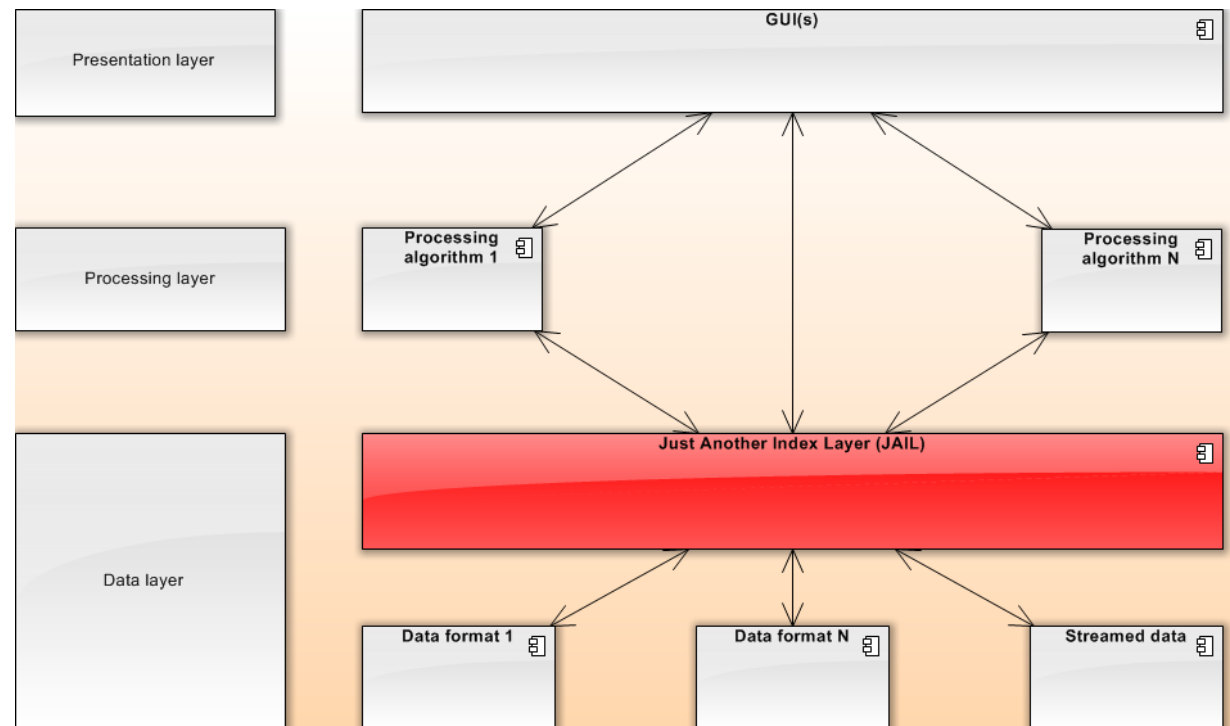 Presentation layer
GUI(s)
Processing layer
Processing
algorithm 1
Processing
algorithm N
Data layer
Just Another Index Layer (JAIL)
Data format 1
Data format N
Streamed data